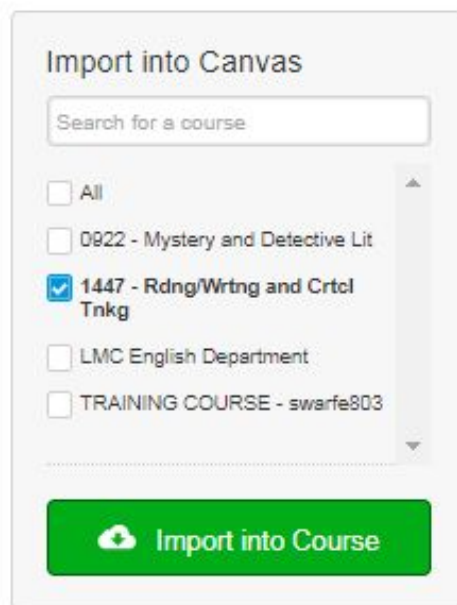 Import into Canvas
Search for a course
All
0922 - Mystery and Detective Lit
1447 - Rdng/Wrtng and Crtcl
Tnkg
LMC English Department
TRAINING COURSE - swarfe803
Import into Course